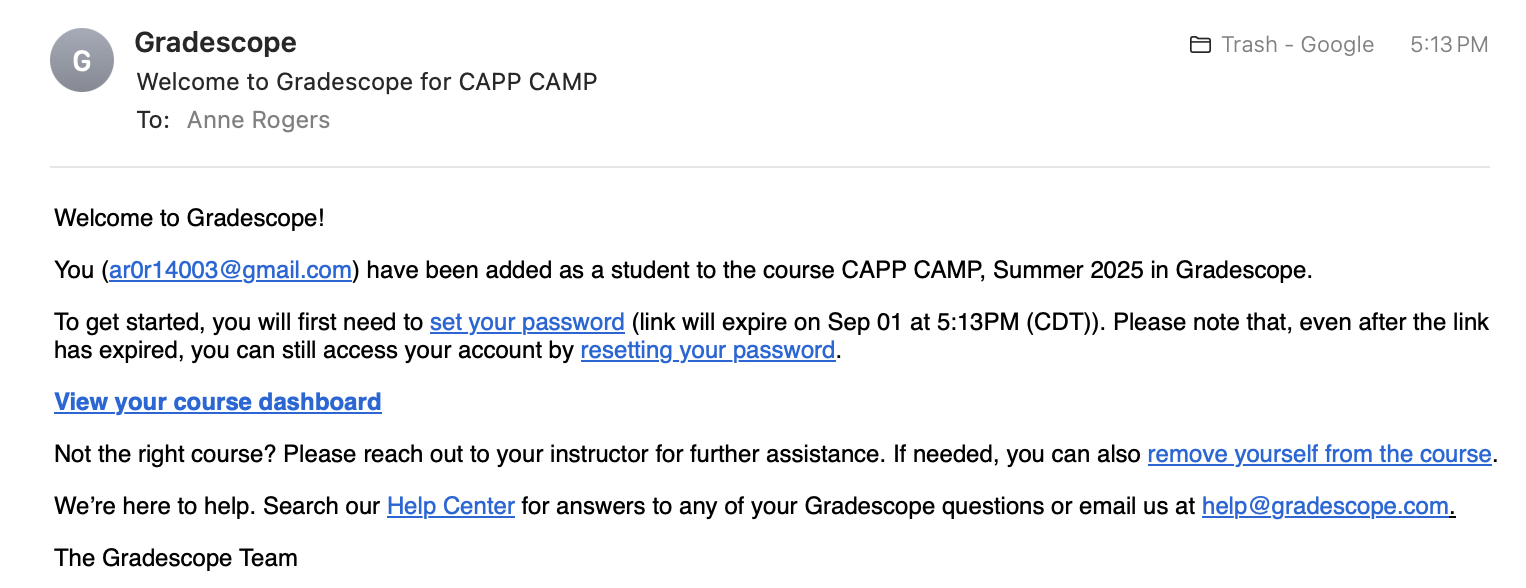 G
Gradescope
Trash - Google 5:13 PM
Welcome to Gradescope for CAPP CAMP
To: Anne Rogers
Welcome to Gradescope!
You (ar0r14003@gmail.com) have been added as a student to the course CAPP CAMP, Summer 2025 in Gradescope.
To get started, you will first need to set your password (link will expire on Sep 01 at 5:13PM (CDT)). Please note that, even after the link
has expired, you can still access your account by resetting your password.
View your course dashboard
Not the right course? Please reach out to your instructor for further assistance. If needed, you can also remove yourself from the course.
We’re here to help. Search our Help Center for answers to any of your Gradescope questions or email us at help@gradescope.com.
The Gradescope Team